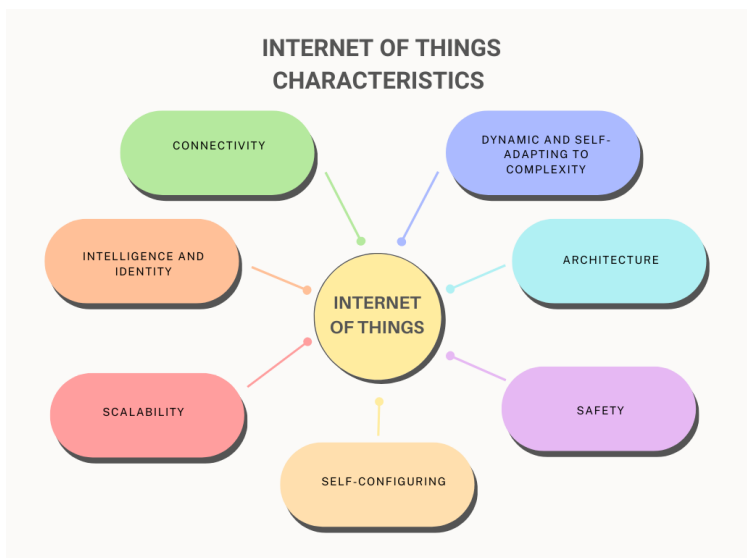 INTERNET OF THINGS
CHARACTERISTICS
CONNECTIVITY
DYNAMIC AND SELF-
ADAPTING TO
COMPLEXITY
INTELLIGENCE AND
IDENTITY
ARCHITECTURE
INTERNET
OF THINGS
SCALABILITY
SAFETY
SELF-CONFIGURING